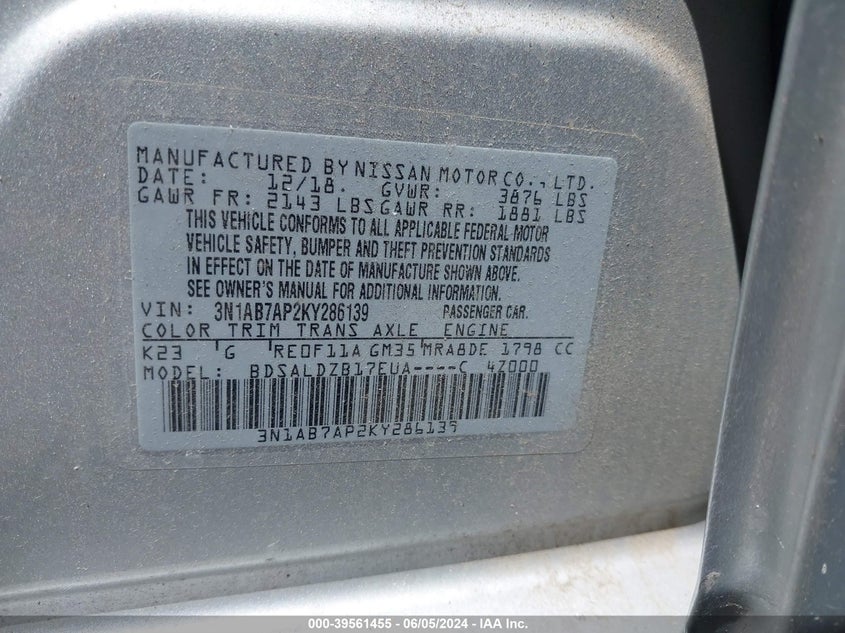 MANUFACTURED BY NISSAN MOTOR CO., LTD.
DATE: 12/18. GVWR: 3876 LBS
GAWR FR: 2143 LBS GAWR RR: 1881 LBS
THIS VEHICLE CONFORMS TO ALL APPLICABLE FEDERAL MOTOR
VEHICLE SAFETY, BUMPER AND THEFT PREVENTION STANDARDS
IN EFFECT ON THE DATE OF MANUFACTURE SHOWN ABOVE.
SEE OWNER'S MANUAL FOR ADDITIONAL INFORMATION.
VIN: 3N1AB7AP2KY286139 PASSENGER CAR.
COLOR TRIM TRANS AXLE ENGINE
K23 G RE0F11A GM35 MRA8DE 1798 CC
MODEL: BDSALDZB17EUA----C 4Z000
3N1AB7AP2KY286139
000-39561455 - 06/05/2024 - IAA Inc.